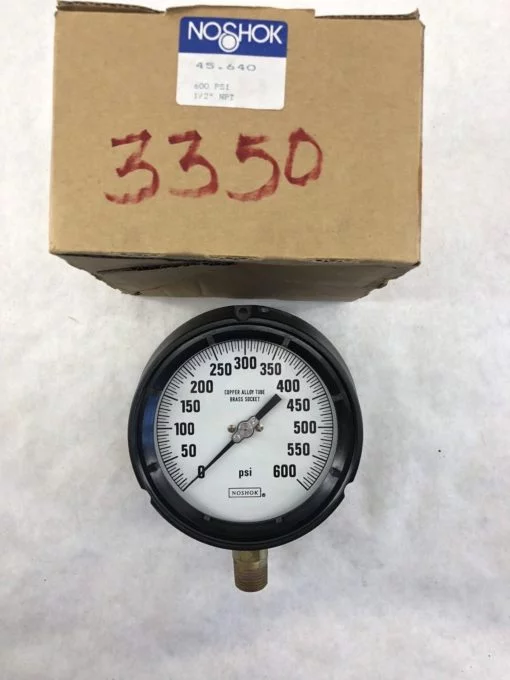 NOSHOK
45.640
600 PSI
1/2" NPT
3350
0
50
100
150
200
250
300
350
400
450
500
550
600
COPPER ALLOY TUBE
BRASS SOCKET
psi
NOSHOK ®